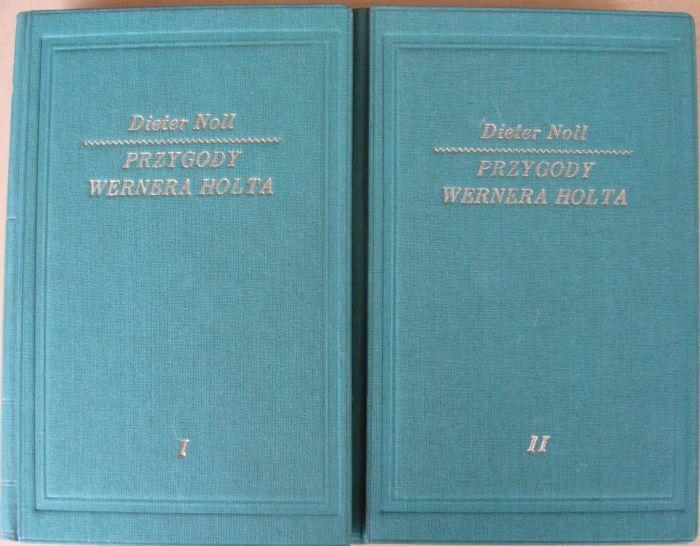 Dieter Noll
PRZYGODY
WERNERA HOLTA
I
Dieter Noll
PRZYGODY
WERNERA HOLTA
II